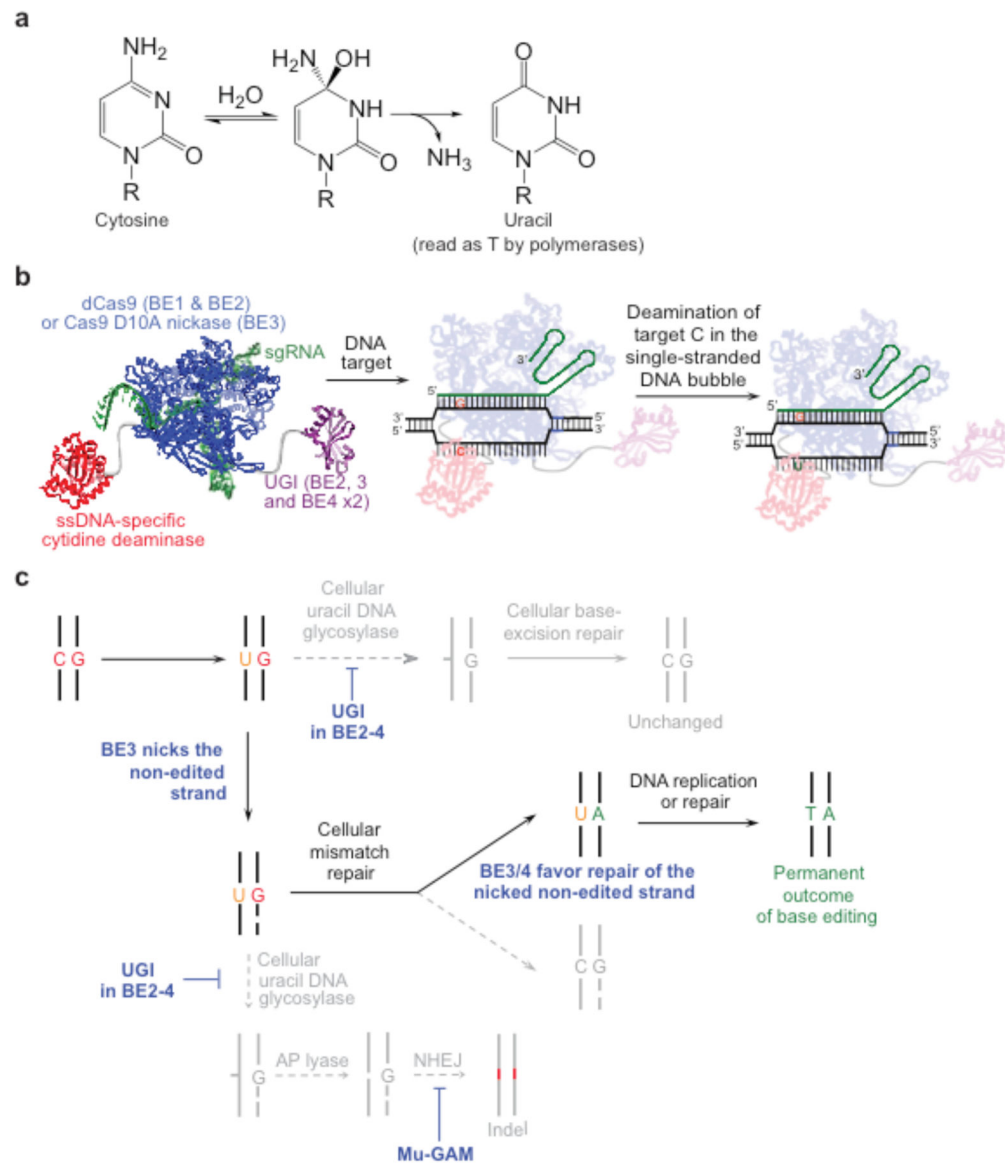 a
NH₂
N
N
O
R
Cytosine
H₂O
H₂N OH
NH
N
O
R
NH₃
O
NH
N
O
R
Uracil
(read as T by polymerases)
b
dCas9 (BE1 & BE2)
or Cas9 D10A nickase (BE3)
sgRNA
UGI (BE2, 3
and BE4 x2)
ssDNA-specific
cytidine deaminase
DNA
target
3'
5'
G
3'
5'
5'
3'
C
Deamination of
target C in the
single-stranded
DNA bubble
3'
5'
G
3'
5'
5'
3'
U
c
C G
U G
Cellular
uracil DNA
glycosylase
UGI
in BE2-4
G
Cellular base-
excision repair
C G
Unchanged
BE3 nicks the
non-edited
strand
U G
Cellular
mismatch
repair
U A
BE3/4 favor repair of the
nicked non-edited strand
DNA replication
or repair
T A
Permanent
outcome
of base editing
C G
UGI
in BE2-4
Cellular
uracil DNA
glycosylase
G
AP lyase
G
NHEJ
Indel
Mu-GAM